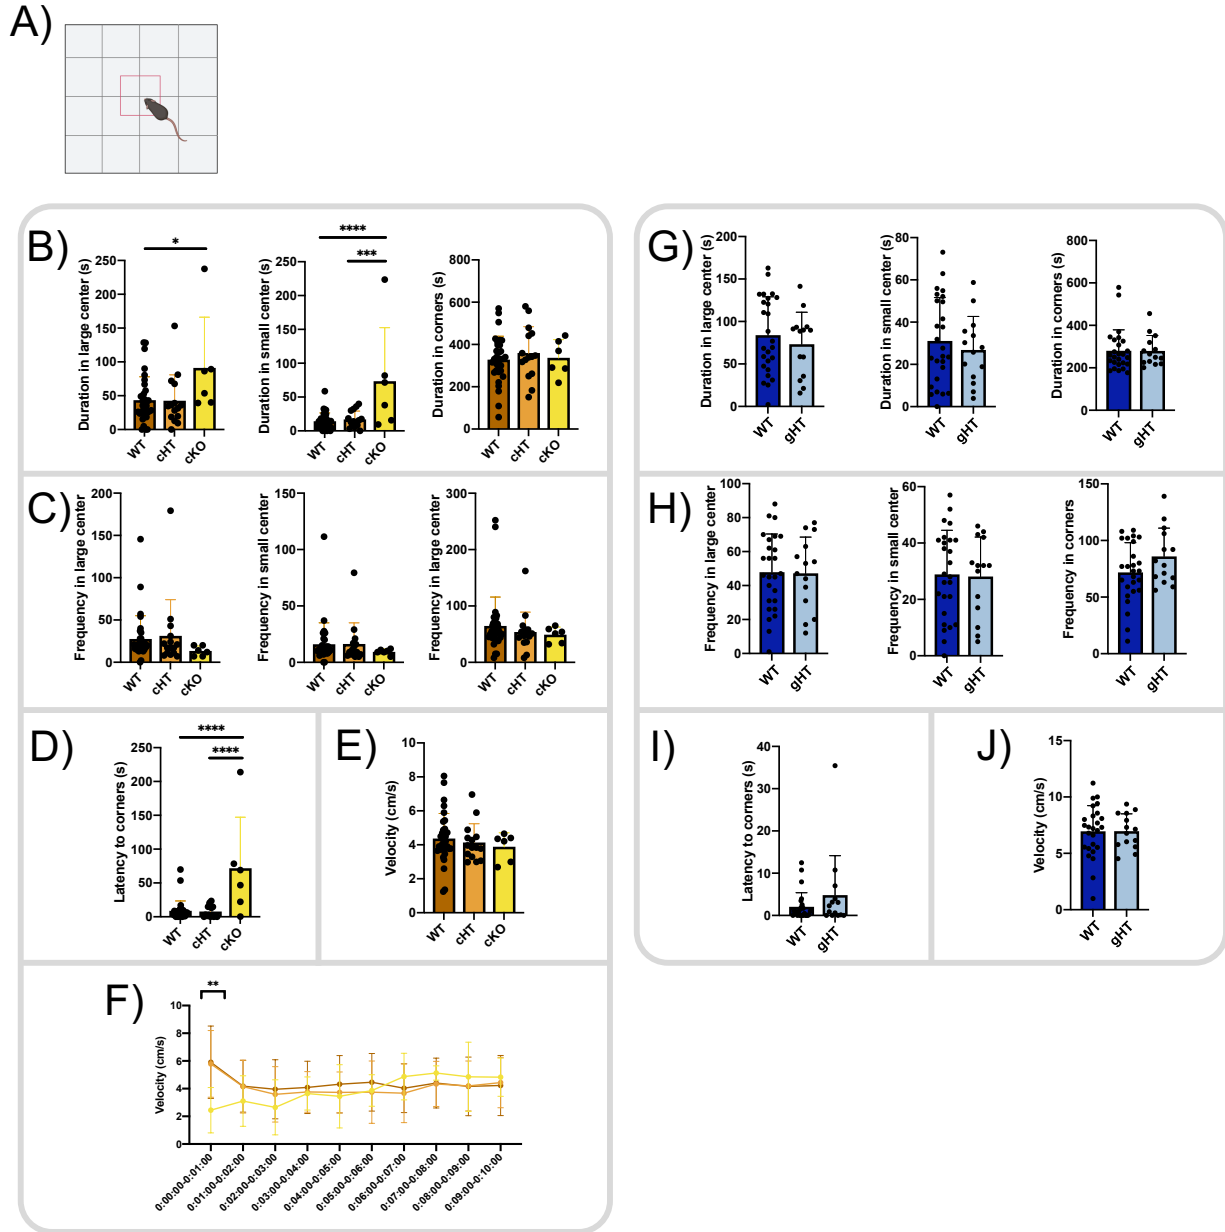 A)
B)
Duration in large center (s)
250
200
150
100
50
0
*
WT
cHT
cKO
Duration in small center (s)
250
200
150
100
50
0
****
***
WT
cHT
cKO
Duration in corners (s)
800
600
400
200
0
WT
cHT
cKO
C)
Frequency in large center
200
150
100
50
0
WT
cHT
cKO
Frequency in small center
150
100
50
0
WT
cHT
cKO
Frequency in large center
300
200
100
0
WT
cHT
cKO
D)
Latency to corners (s)
250
200
150
100
50
0
****
****
WT
cHT
cKO
E)
Velocity (cm/s)
10
8
6
4
2
0
WT
cHT
cKO
F)
Velocity (cm/s)
10
8
6
4
2
0
**
0:00:00-0:01:00
0:01:00-0:02:00
0:02:00-0:03:00
0:03:00-0:04:00
0:04:00-0:05:00
0:05:00-0:06:00
0:06:00-0:07:00
0:07:00-0:08:00
0:08:00-0:09:00
0:09:00-0:10:00
G)
Duration in large center (s)
200
150
100
50
0
WT
gHT
Duration in small center (s)
80
60
40
20
0
WT
gHT
Duration in corners (s)
800
600
400
200
0
WT
gHT
H)
Frequency in large center
100
80
60
40
20
0
WT
gHT
Frequency in small center
60
40
20
0
WT
gHT
Frequency in corners
150
100
50
0
WT
gHT
I)
Latency to corners (s)
40
30
20
10
0
WT
gHT
J)
Velocity (cm/s)
15
10
5
0
WT
gHT